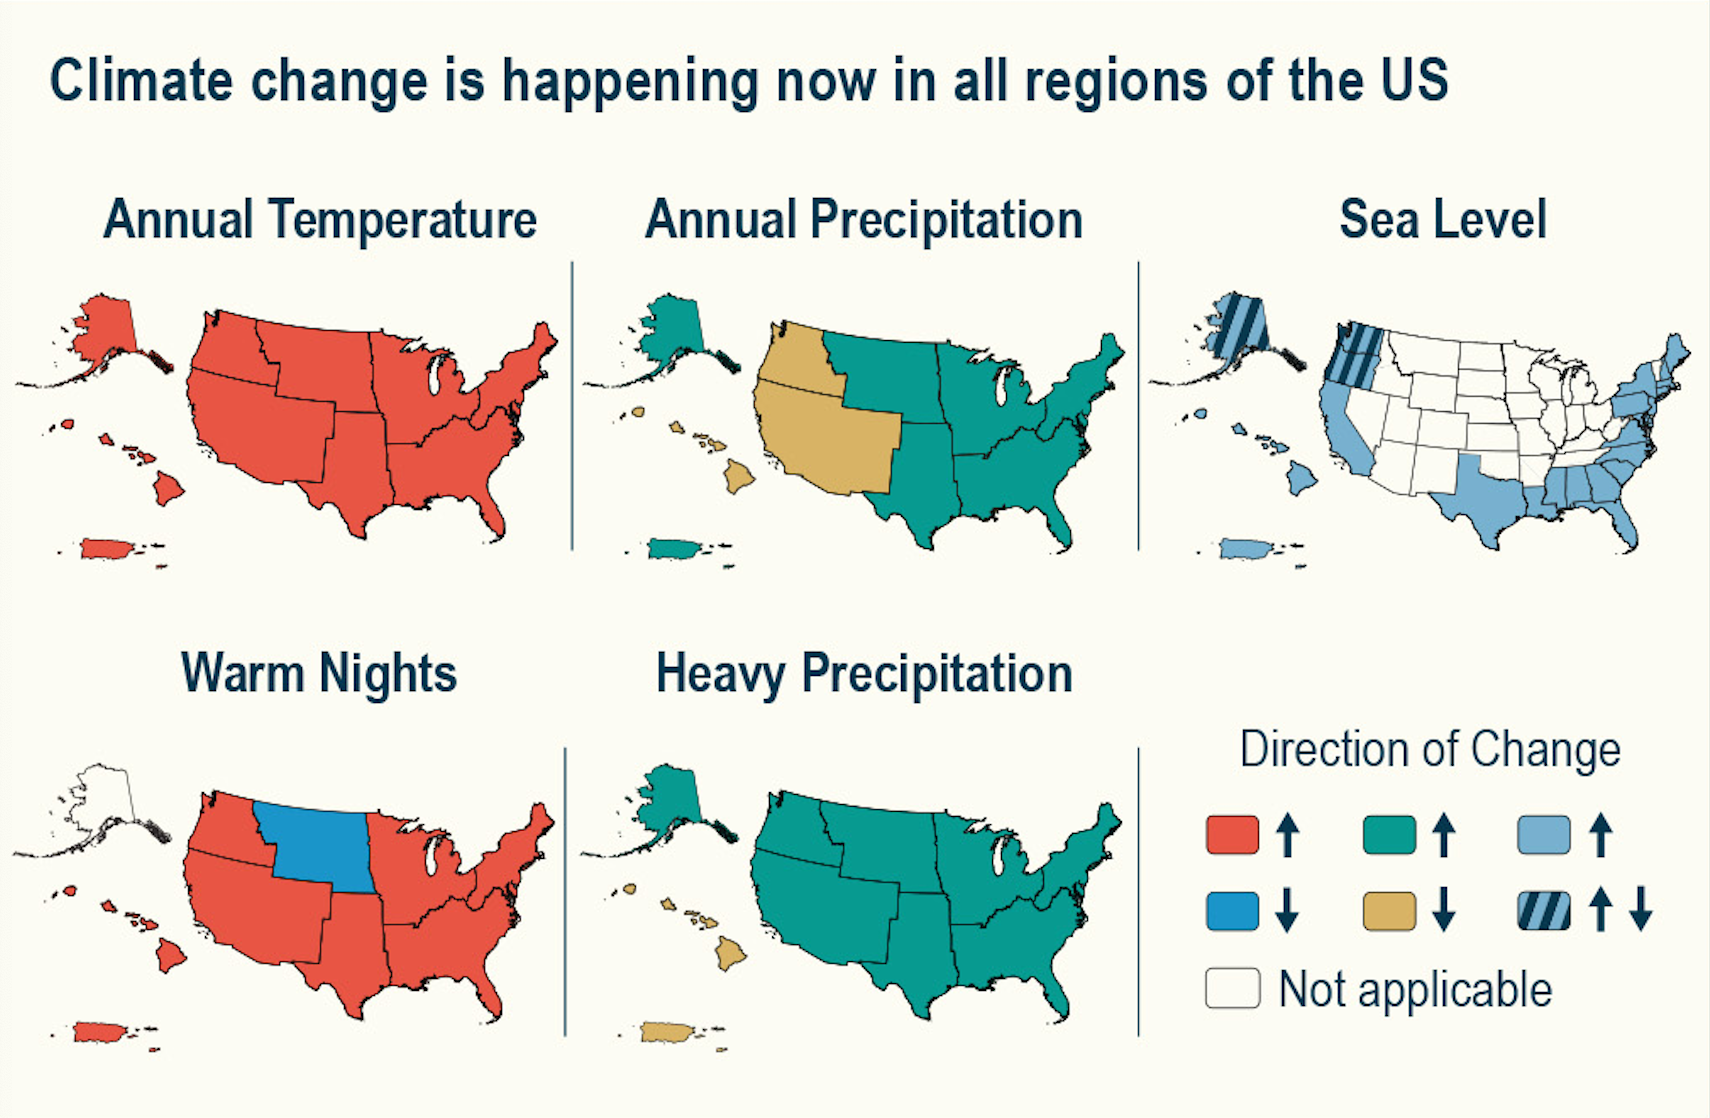 Climate change is happening now in all regions of the US
Annual Temperature
Annual Precipitation
Sea Level
Warm Nights
Heavy Precipitation
Direction of Change
Not applicable